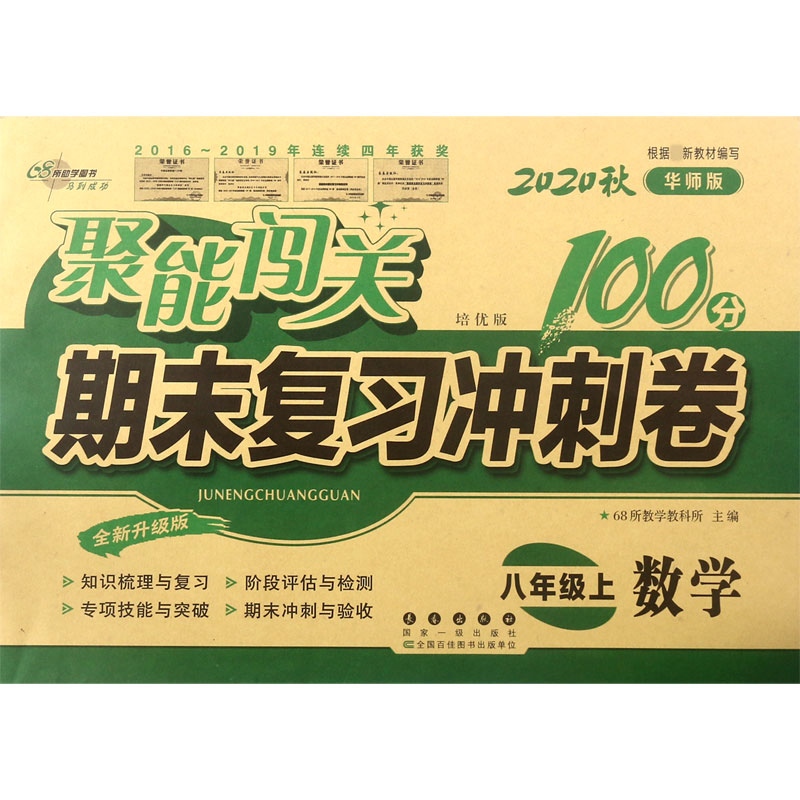 2016～2019年连续四年获奖
荣誉证书 荣誉证书 荣誉证书 荣誉证书
68所助学图书
马到成功
根据 新教材编写
2020秋 华师版
聚能闯关
100分
培优版
期末复习冲刺卷
JUNENGCHUANGGUAN
★68所教学教科所 主编
全新升级版
知识梳理与复习 阶段评估与检测
专项技能与突破 期末冲刺与验收
八年级上 数学
长春出版社
国家一级出版社
全国百佳图书出版单位